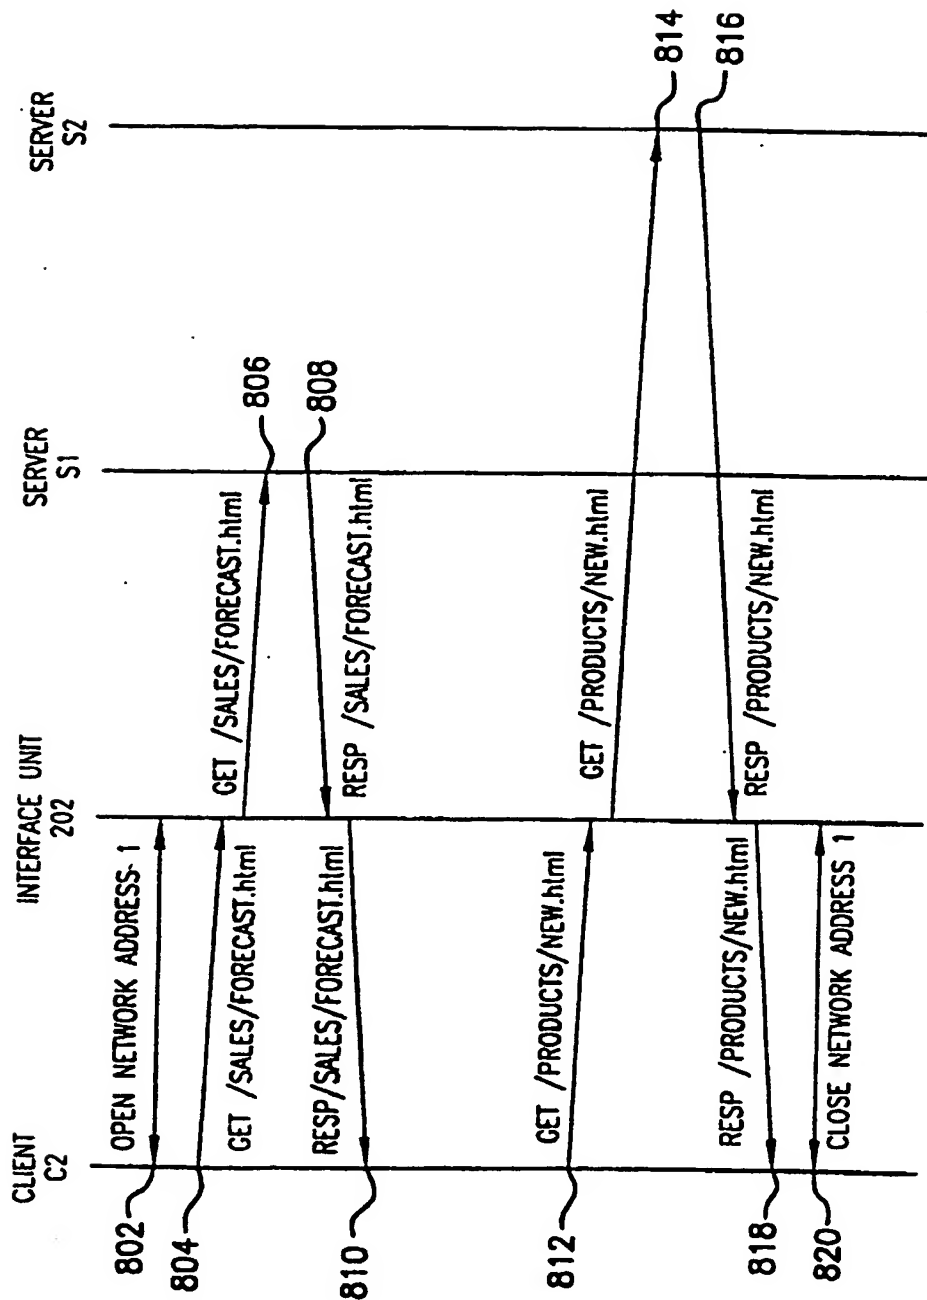 CLIENT
C2
INTERFACE UNIT
202
SERVER
S1
SERVER
S2
802
OPEN NETWORK ADDRESS-1
804
GET /SALES/FORECAST.html
GET /SALES/FORECAST.html
806
808
RESP /SALES/FORECAST.html
RESP/SALES/FORECAST.html
810
812
GET /PRODUCTS/NEW.html
GET /PRODUCTS/NEW.html
814
816
RESP /PRODUCTS/NEW.html
RESP /PRODUCTS/NEW.html
818
820
CLOSE NETWORK ADDRESS 1